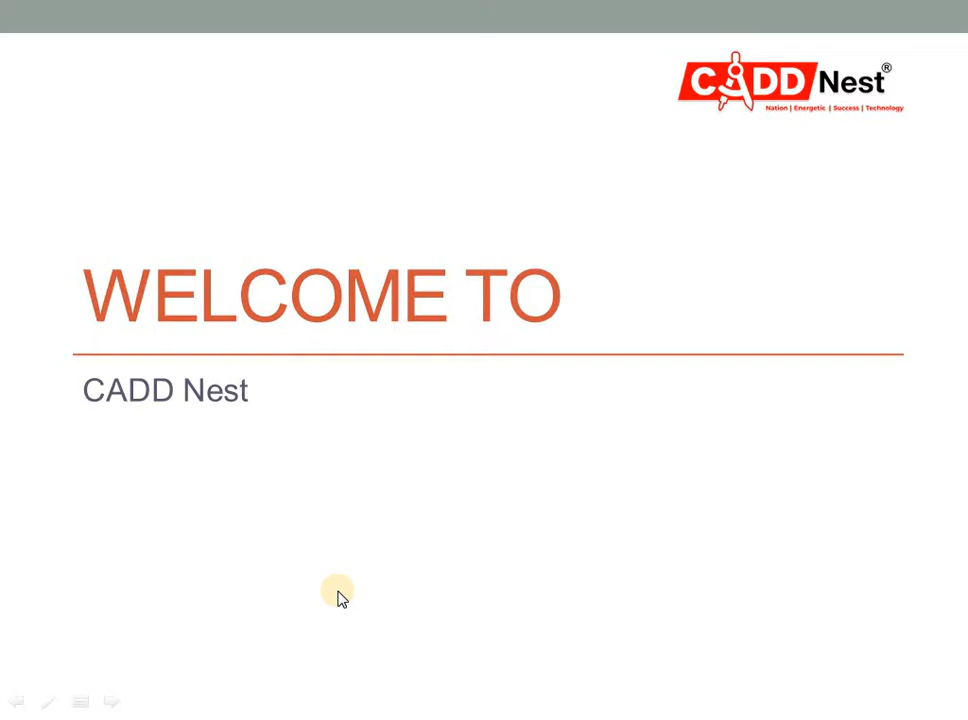 CADD Nest®
Nation | Energetic | Success | Technology
WELCOME TO
CADD Nest